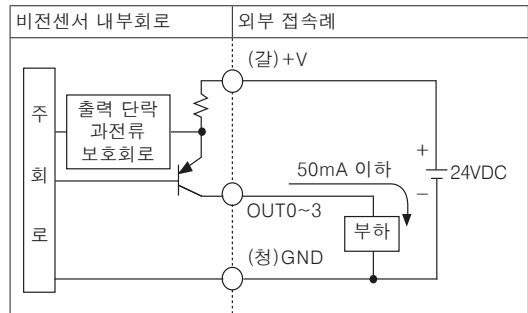 비전센서 내부회로
외부 접속례
(갈)+V
주
회
로
출력 단락
과전류
보호회로
50mA 이하
+
24VDC
−
OUT0~3
부하
(청)GND